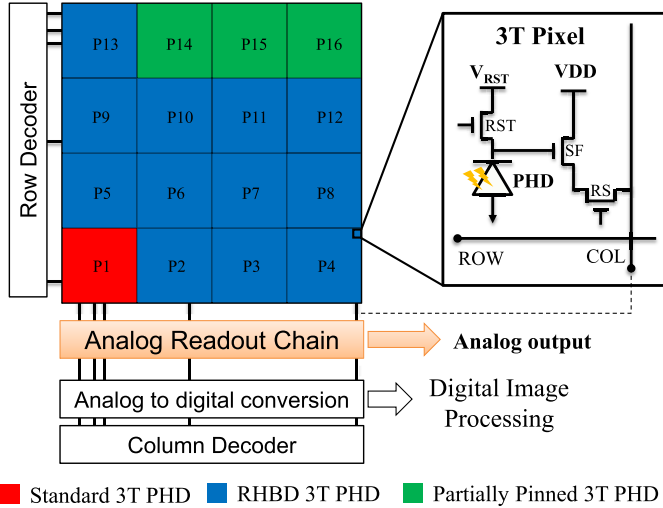 P13 P14 P15 P16
P9 P10 P11 P12
P5 P6 P7 P8
P1 P2 P3 P4
Row Decoder
3T Pixel
V_RST VDD
RST
SF
PHD
RS
ROW COL
Analog Readout Chain
Analog output
Analog to digital conversion
Digital Image
Processing
Column Decoder
Standard 3T PHD RHBD 3T PHD Partially Pinned 3T PHD